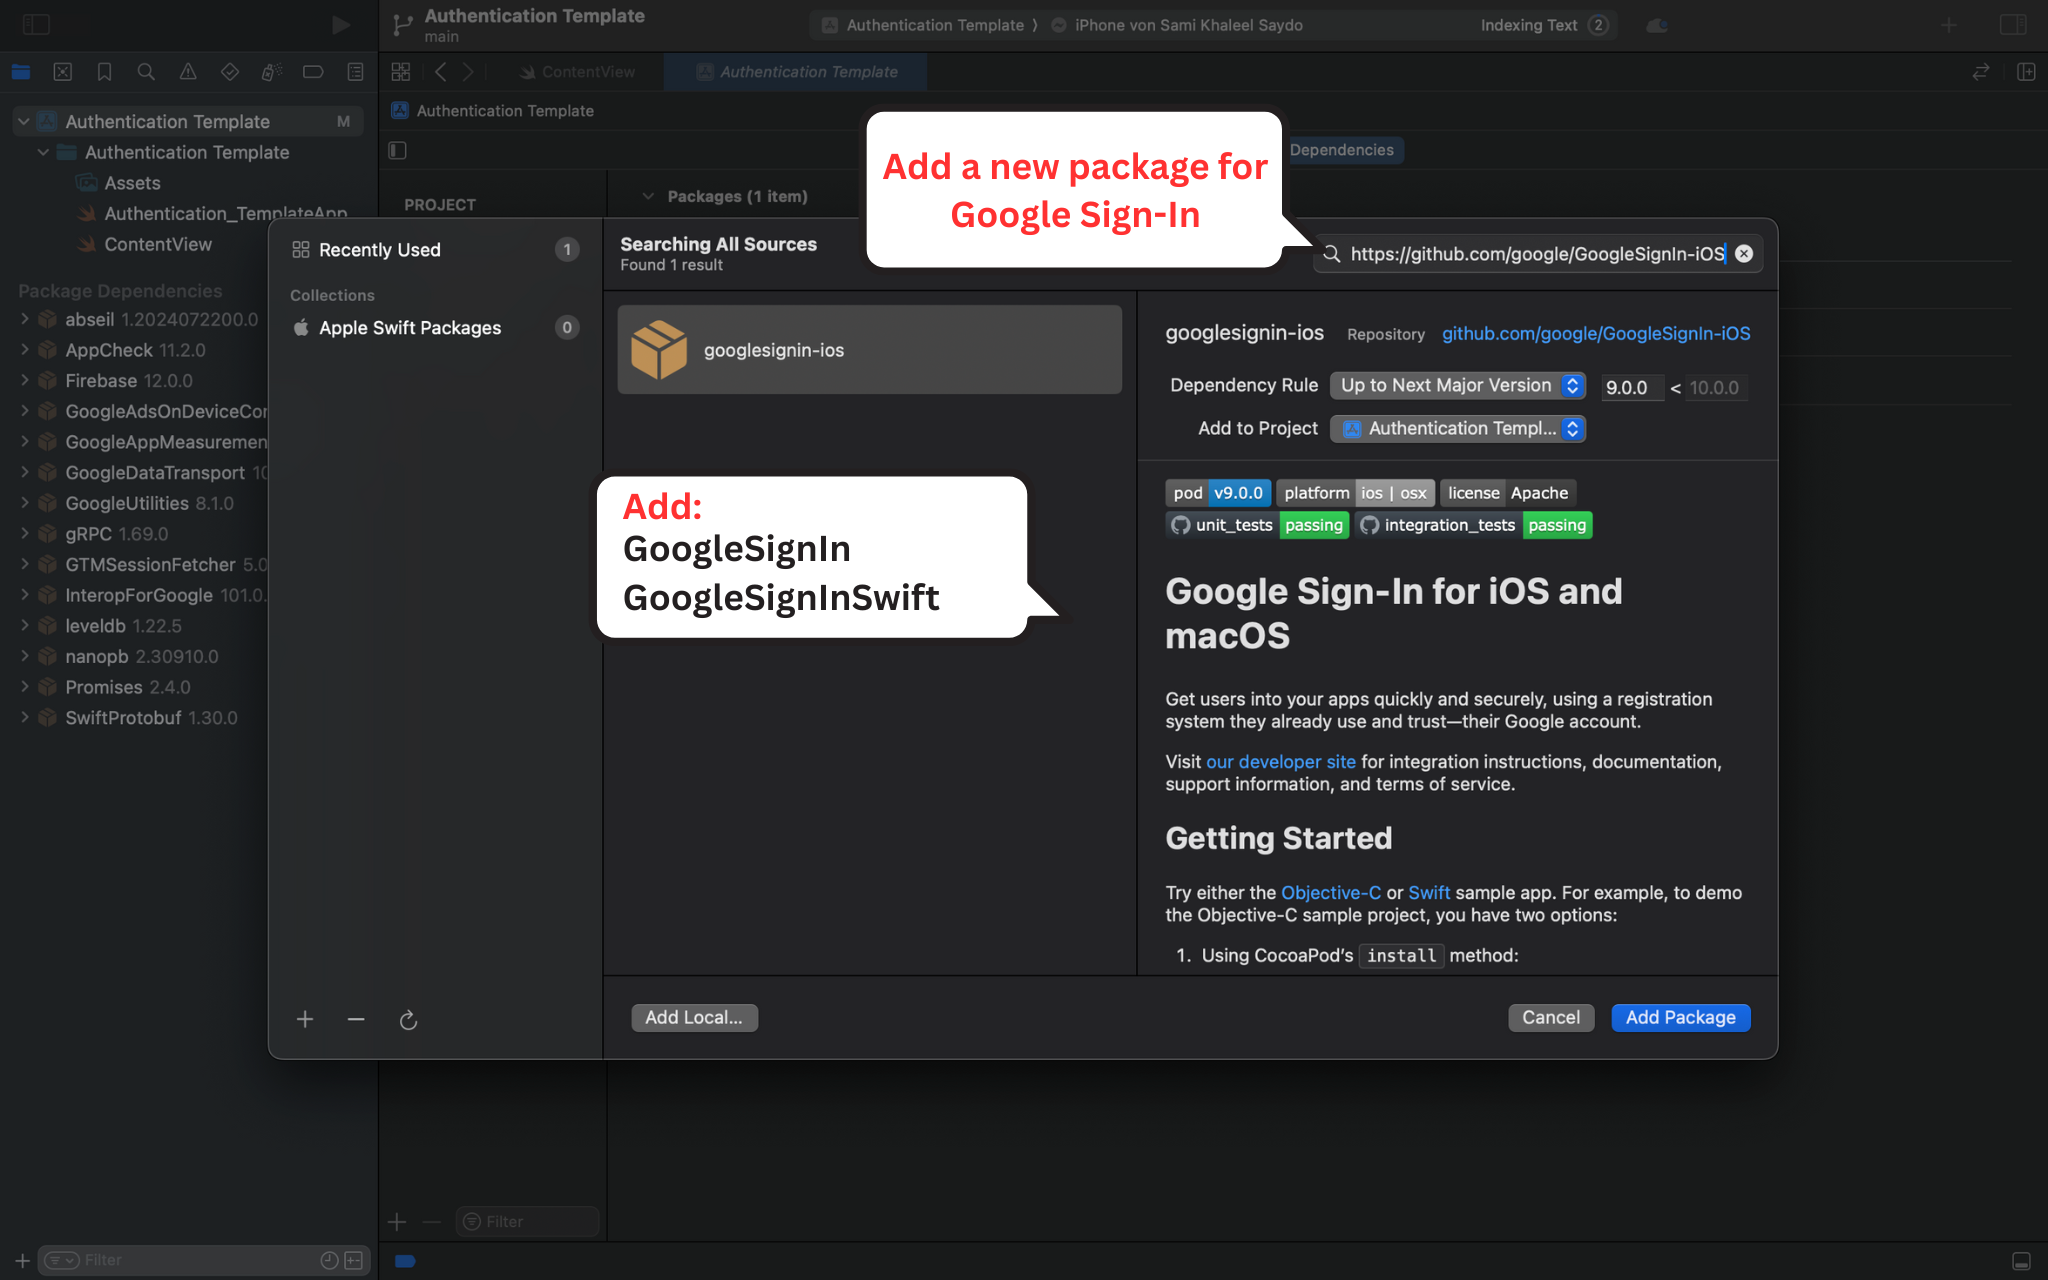 Authentication Template
main
Authentication Template
iPhone von Sami Khaleel Saydo
Indexing Text
2
ContentView
Authentication Template
Authentication Template
Authentication Template
M
Authentication Template
Assets
Authentication_TemplateApp
ContentView
Package Dependencies
abseil 1.2024072200.0
AppCheck 11.2.0
Firebase 12.0.0
GoogleAdsOnDeviceCon
GoogleAppMeasuremen
GoogleDataTransport 10
GoogleUtilities 8.1.0
gRPC 1.69.0
GTMSessionFetcher 5.0
InteropForGoogle 101.0.
leveldb 1.22.5
nanopb 2.30910.0
Promises 2.4.0
SwiftProtobuf 1.30.0
Filter
PROJECT
Packages (1 item)
Dependencies
Add a new package for
Google Sign-In
Recently Used
1
Collections
Apple Swift Packages
0
Searching All Sources
Found 1 result
https://github.com/google/GoogleSignIn-iOS
googlesignin-ios
Add:
GoogleSignIn
GoogleSignInSwift
googlesignin-ios
Repository
github.com/google/GoogleSignIn-iOS
Dependency Rule
Up to Next Major Version
9.0.0 < 10.0.0
Add to Project
Authentication Templ...
pod v9.0.0 platform ios | osx license Apache
unit_tests passing integration_tests passing
Google Sign-In for iOS and
macOS
Get users into your apps quickly and securely, using a registration
system they already use and trust—their Google account.
Visit our developer site for integration instructions, documentation,
support information, and terms of service.
Getting Started
Try either the Objective-C or Swift sample app. For example, to demo
the Objective-C sample project, you have two options:
1. Using CocoaPod's install method:
Add Local...
Cancel
Add Package
Filter